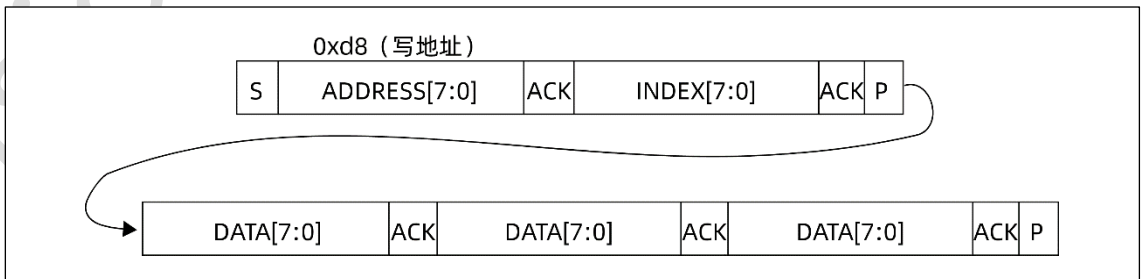 0xd8（写地址）
S ADDRESS[7:0] ACK INDEX[7:0] ACK P
DATA[7:0] ACK DATA[7:0] ACK DATA[7:0] ACK P